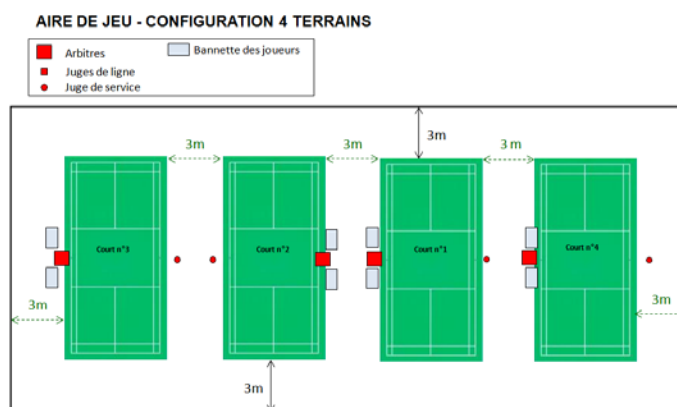 AIRE DE JEU - CONFIGURATION 4 TERRAINS
Arbitres
Bannette des joueurs
Juges de ligne
Juge de service
3m
3m
3m
3 m
Court n°3
Court n°2
Court n°1
Court n°4
3m
3m
3m